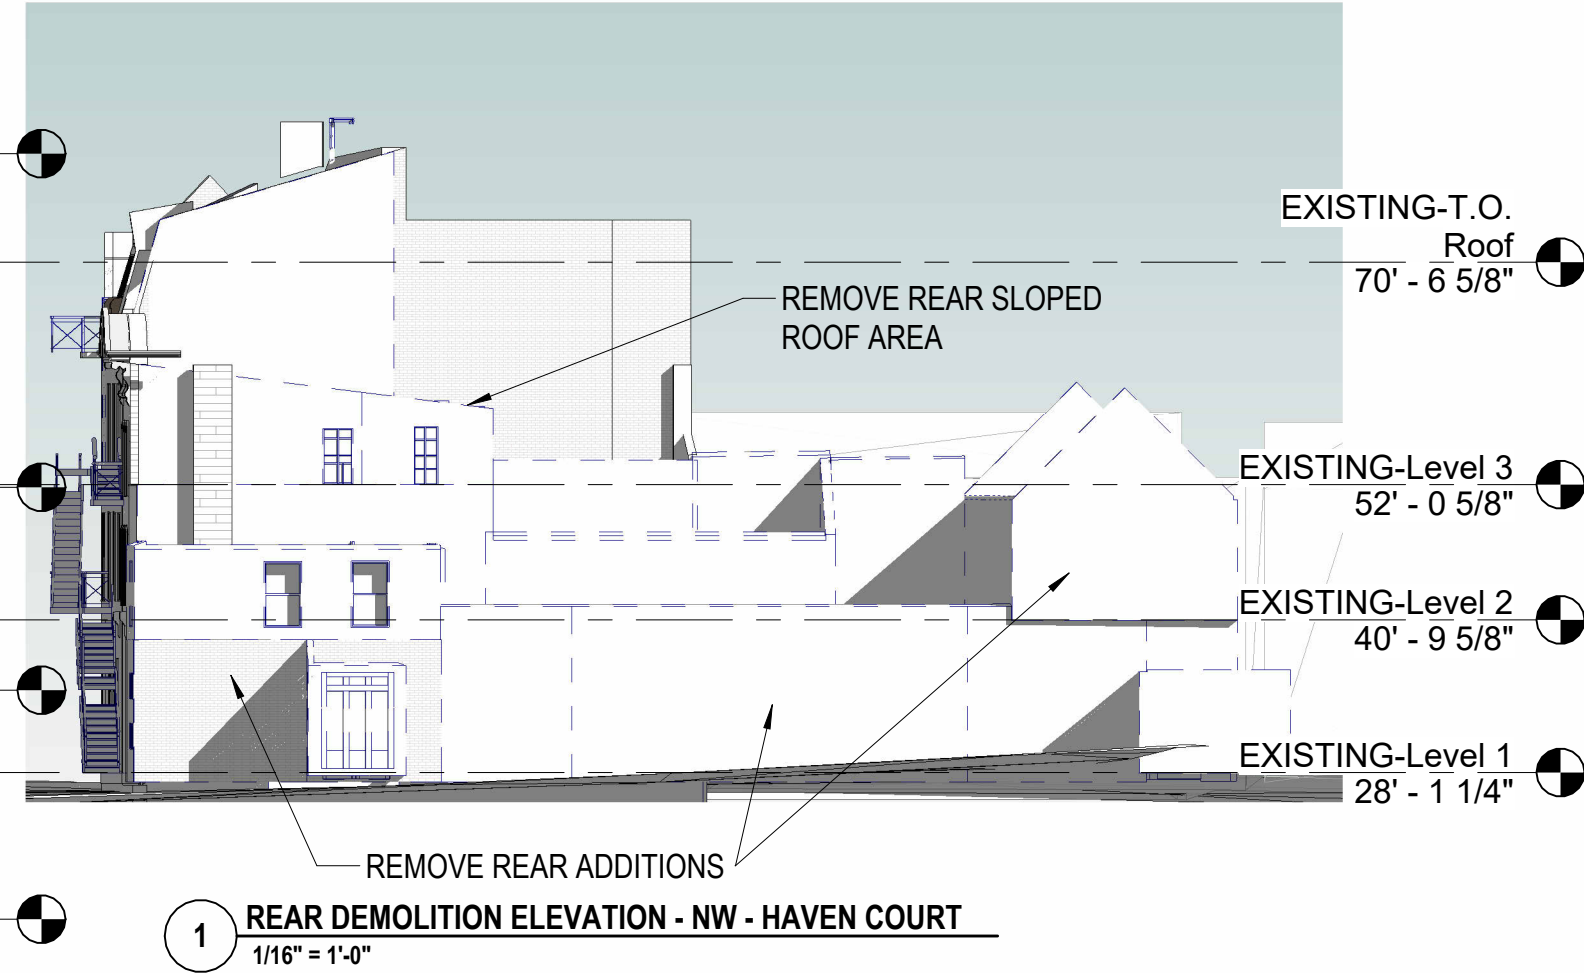 EXISTING-T.O.
Roof
70' - 6 5/8"
REMOVE REAR SLOPED
ROOF AREA
EXISTING-Level 3
52' - 0 5/8"
EXISTING-Level 2
40' - 9 5/8"
EXISTING-Level 1
28' - 1 1/4"
REMOVE REAR ADDITIONS
1
REAR DEMOLITION ELEVATION - NW - HAVEN COURT
1/16" = 1'-0"